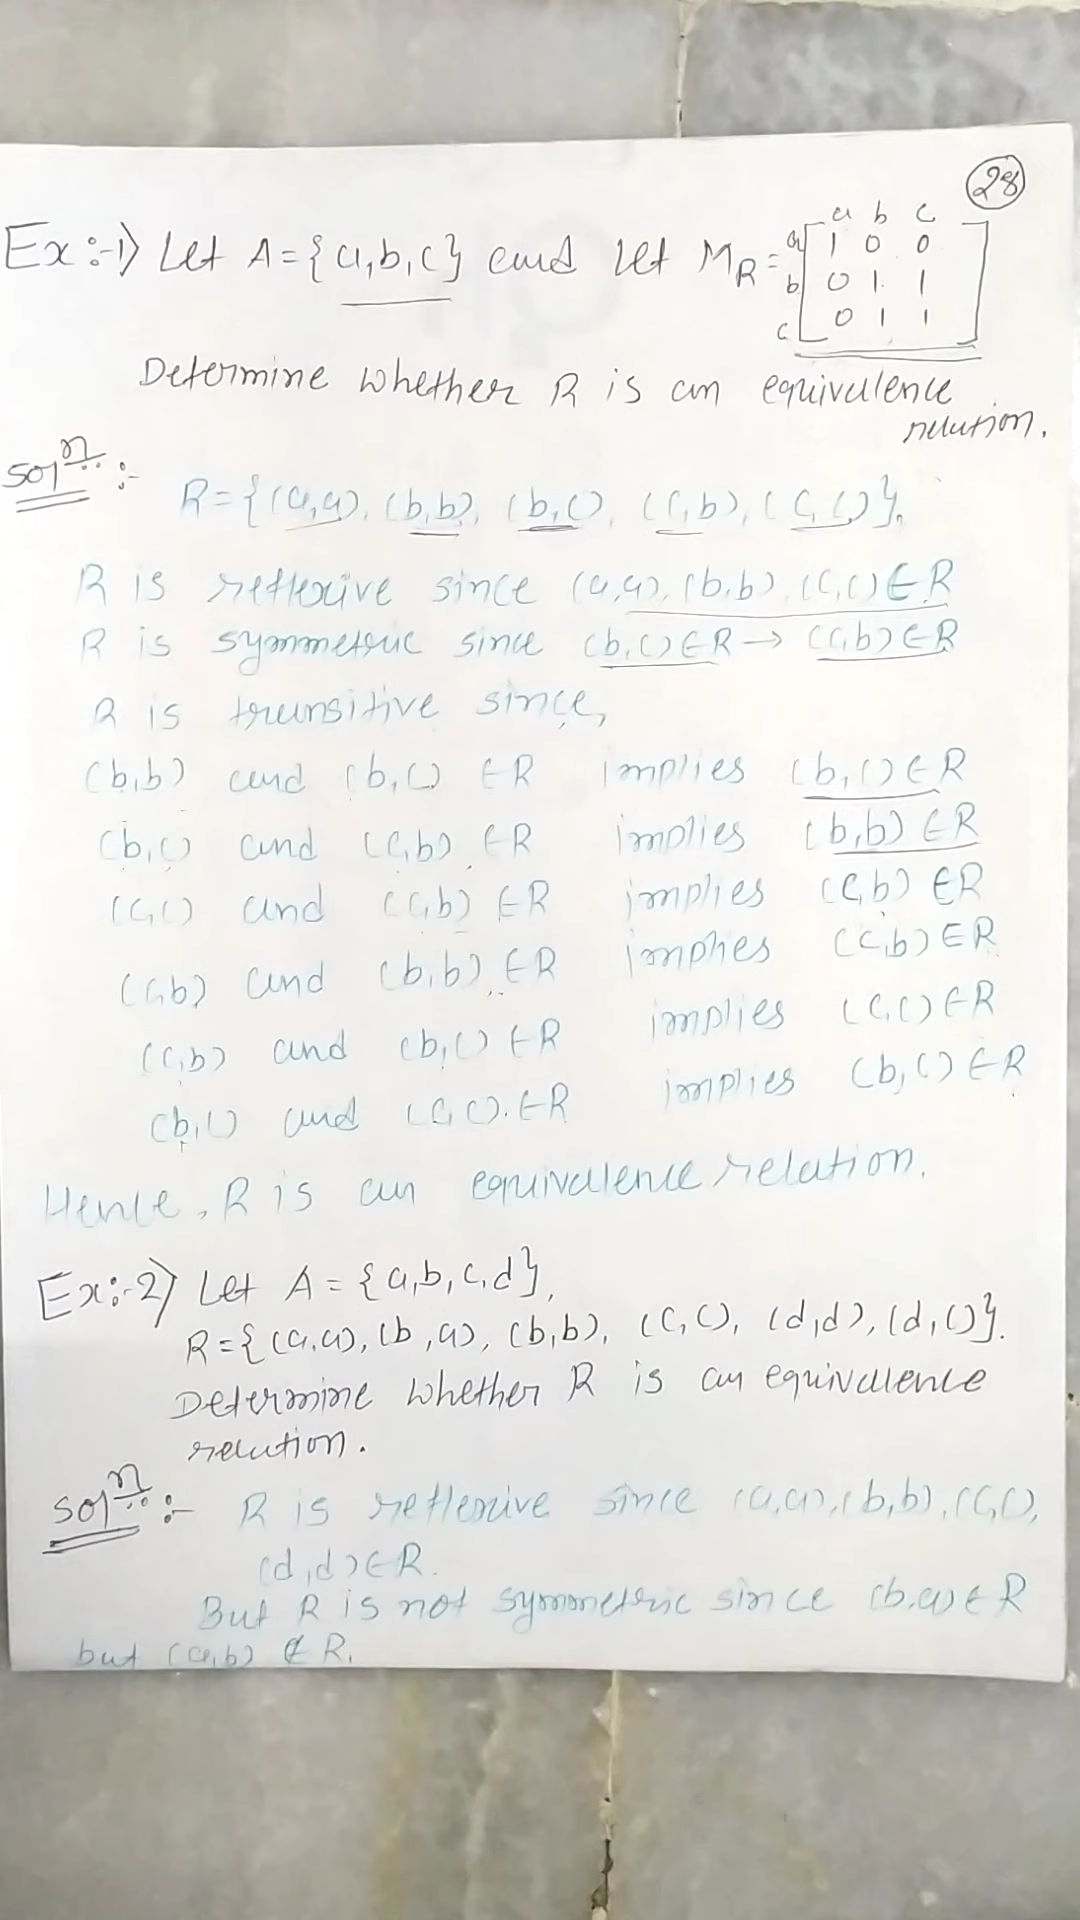 28
Ex:-1) Let A = {a,b,c} and let M_R =
a b c
a 1 0 0
b 0 1 1
c 0 1 1
Determine whether R is an equivalence
relation.
Solⁿ :-
R = {(a,a), (b,b), (b,c), (c,b), (c,c)}.
R is reflexive since (a,a), (b,b), (c,c) ∈ R
R is symmetric since (b,c) ∈ R → (c,b) ∈ R
R is transitive since,
(b,b) and (b,c) ∈ R implies (b,c) ∈ R
(b,c) and (c,b) ∈ R implies (b,b) ∈ R
(c,c) and (c,b) ∈ R implies (c,b) ∈ R
(c,b) and (b,b) ∈ R implies (c,b) ∈ R
(c,b) and (b,c) ∈ R implies (c,c) ∈ R
(b,c) and (c,c). ∈ R implies (b,c) ∈ R
Hence, R is an equivalence relation.
Ex:-2) Let A = {a,b,c,d},
R = {(a,a), (b,a), (b,b), (c,c), (d,d), (d,c)}.
Determine whether R is an equivalence
relation.
Solⁿ :- R is reflexive since (a,a), (b,b), (c,c),
(d,d) ∈ R.
But R is not symmetric since (b,a) ∈ R
but (a,b) ∉ R.